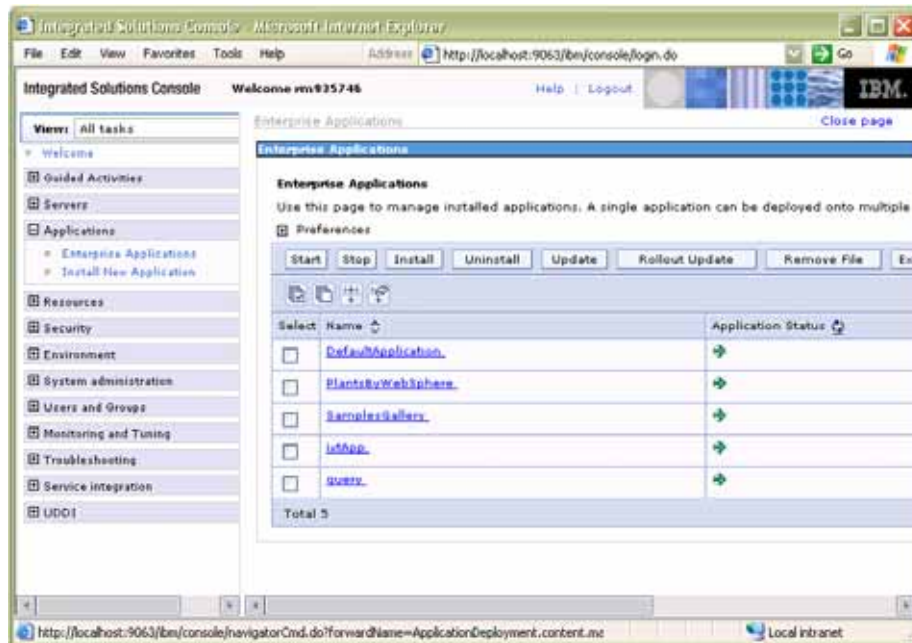 Integrated Solutions Console - Microsoft Internet Explorer
File Edit View Favorites Tools Help Address http://localhost:9063/ibm/console/login.do Go
Integrated Solutions Console Welcome rm935746 Help | Logout IBM.
View: All tasks
Welcome
Guided Activities
Servers
Applications
Enterprise Applications
Install New Application
Resources
Security
Environment
System administration
Users and Groups
Monitoring and Tuning
Troubleshooting
Service integration
UDDI
Enterprise Applications Close page
Enterprise Applications
Enterprise Applications
Use this page to manage installed applications. A single application can be deployed onto multiple
Preferences
Start Stop Install Uninstall Update Rollout Update Remove File Ex
Select Name Application Status
DefaultApplication
PlantsByWebSphere
SamplesGallery
ivtApp
query
Total 5
http://localhost:9063/ibm/console/navigatorCmd.do?forwardName=ApplicationDeployment.content.ma Local intranet